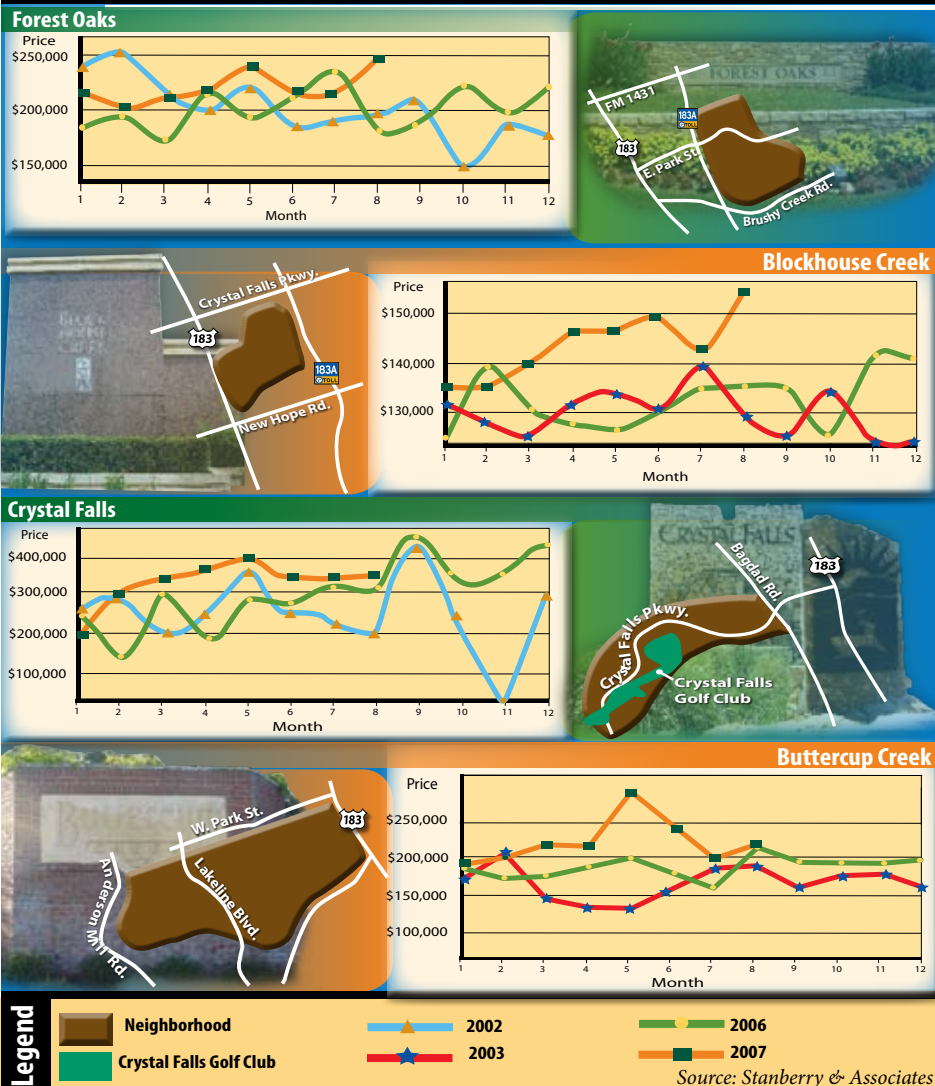 Forest Oaks
Price
$250,000
$200,000
$150,000
1 2 3 4 5 6 7 8 9 10 11 12
Month
FOREST OAKS
FM 1431
183A
TOLL
183
E. Park St.
Brushy Creek Rd.
Blockhouse Creek
Crystal Falls Pkwy.
183
183A
TOLL
New Hope Rd.
Price
$150,000
$140,000
$130,000
1 2 3 4 5 6 7 8 9 10 11 12
Month
Crystal Falls
Price
$400,000
$300,000
$200,000
$100,000
1 2 3 4 5 6 7 8 9 10 11 12
Month
CRYSTAL FALLS
Bagdad Rd.
183
Crystal Falls Pkwy.
Crystal Falls
Golf Club
Buttercup Creek
W. Park St.
183
Anderson Mill Rd.
Lakeline Blvd.
Price
$250,000
$200,000
$150,000
$100,000
1 2 3 4 5 6 7 8 9 10 11 12
Month
Legend
Neighborhood
Crystal Falls Golf Club
2002
2003
2006
2007
Source: Stanberry & Associates